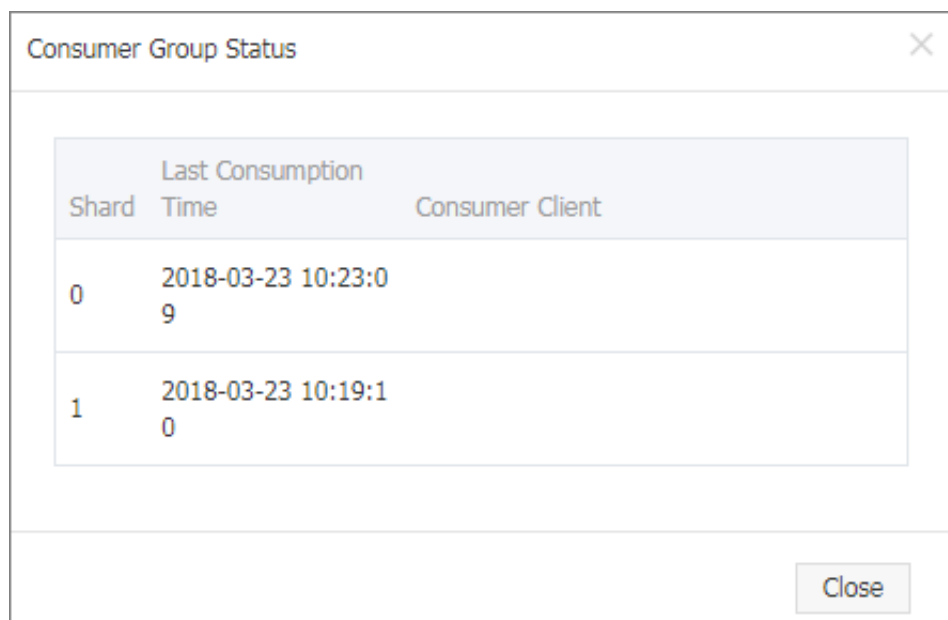 Consumer Group Status
Last Consumption
Shard Time Consumer Client
0 2018-03-23 10:23:0
9
1 2018-03-23 10:19:1
0
Close